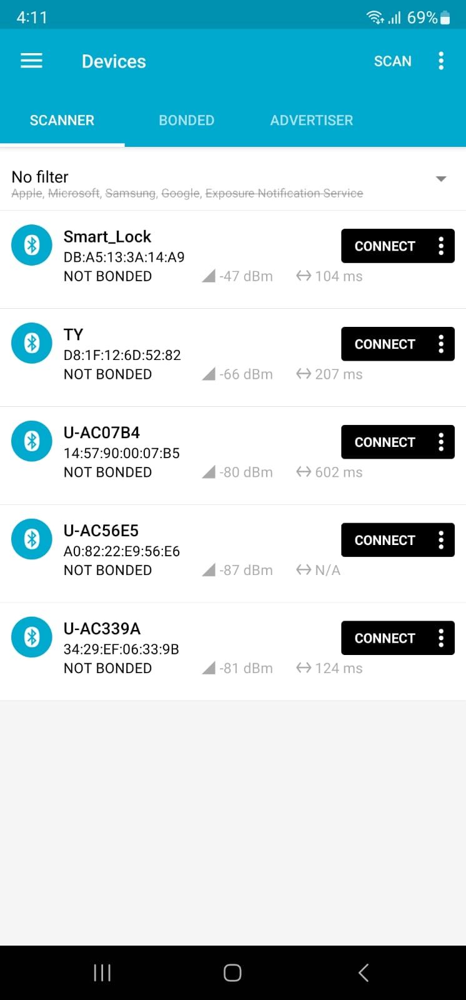 4:11 69%
Devices SCAN
SCANNER BONDED ADVERTISER
No filter
Apple, Microsoft, Samsung, Google, Exposure Notification Service
Smart_Lock
CONNECT
DB:A5:13:3A:14:A9
NOT BONDED -47 dBm 104 ms
TY
CONNECT
D8:1F:12:6D:52:82
NOT BONDED -66 dBm 207 ms
U-AC07B4
CONNECT
14:57:90:00:07:B5
NOT BONDED -80 dBm 602 ms
U-AC56E5
CONNECT
A0:82:22:E9:56:E6
NOT BONDED -87 dBm N/A
U-AC339A
CONNECT
34:29:EF:06:33:9B
NOT BONDED -81 dBm 124 ms